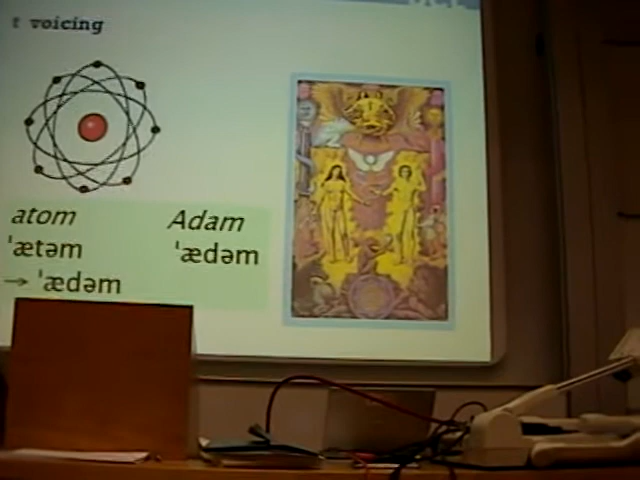 t voicing
atom Adam
ˈætəm ˈædəm
→ ˈædəm